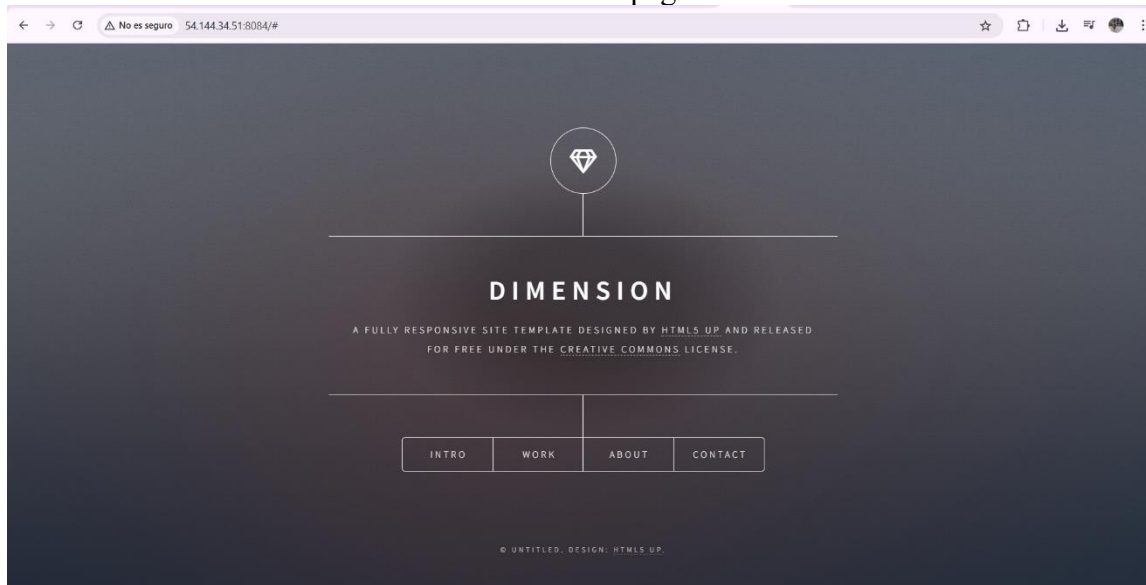 pag
No es seguro 54.144.34.51:8084/#
DIMENSION
A FULLY RESPONSIVE SITE TEMPLATE DESIGNED BY HTML5 UP AND RELEASED
FOR FREE UNDER THE CREATIVE COMMONS LICENSE.
INTRO WORK ABOUT CONTACT
© UNTITLED. DESIGN: HTML5 UP.